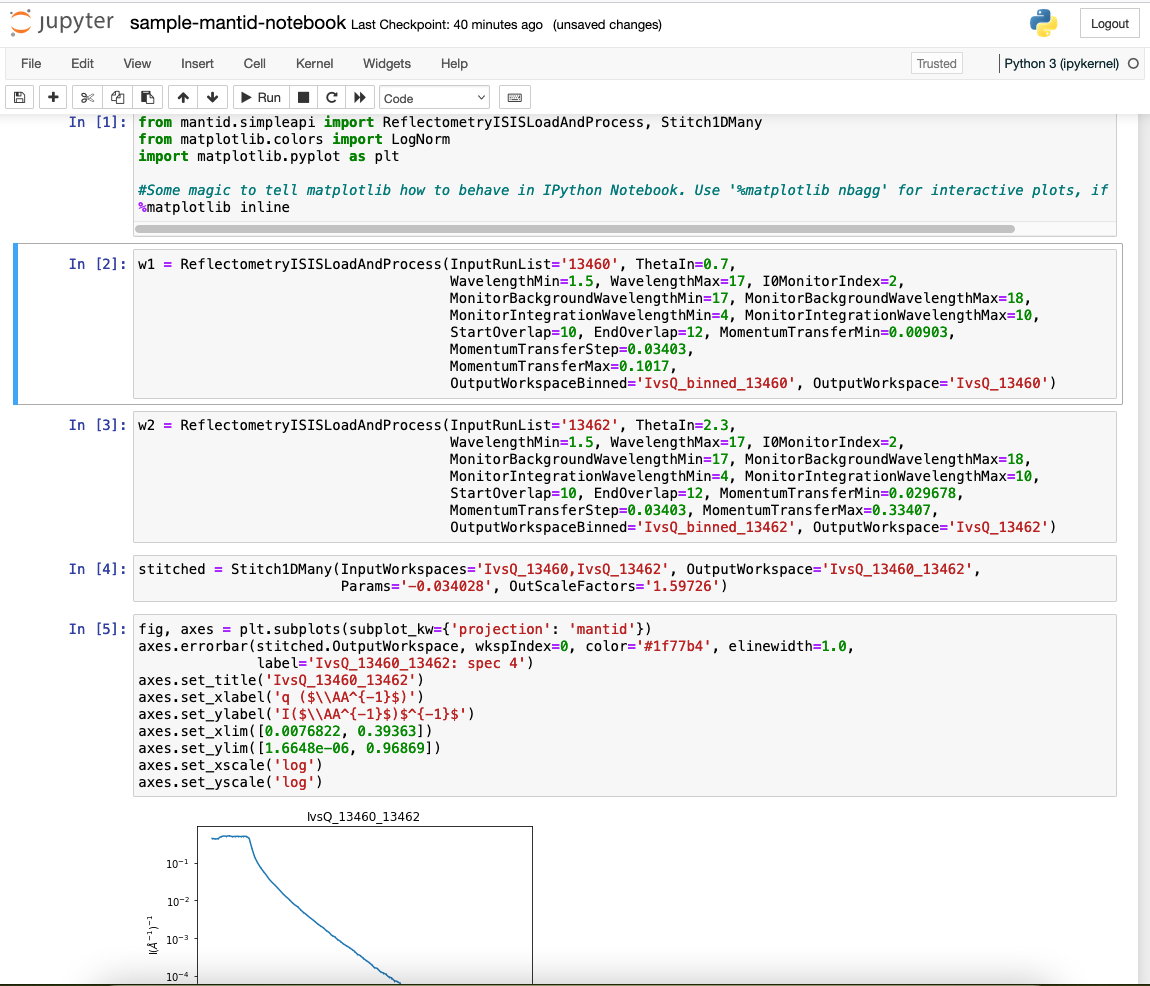 jupyter sample-mantid-notebook Last Checkpoint: 40 minutes ago (unsaved changes)
Logout
File Edit View Insert Cell Kernel Widgets Help
Trusted
Python 3 (ipykernel)
Run
Code
In [1]: from mantid.simpleapi import ReflectometryISISLoadAndProcess, Stitch1DMany
from matplotlib.colors import LogNorm
import matplotlib.pyplot as plt
#Some magic to tell matplotlib how to behave in IPython Notebook. Use '%matplotlib nbagg' for interactive plots, if
%matplotlib inline
In [2]: w1 = ReflectometryISISLoadAndProcess(InputRunList='13460', ThetaIn=0.7,
WavelengthMin=1.5, WavelengthMax=17, I0MonitorIndex=2,
MonitorBackgroundWavelengthMin=17, MonitorBackgroundWavelengthMax=18,
MonitorIntegrationWavelengthMin=4, MonitorIntegrationWavelengthMax=10,
StartOverlap=10, EndOverlap=12, MomentumTransferMin=0.00903,
MomentumTransferStep=0.03403,
MomentumTransferMax=0.1017,
OutputWorkspaceBinned='IvsQ_binned_13460', OutputWorkspace='IvsQ_13460')
In [3]: w2 = ReflectometryISISLoadAndProcess(InputRunList='13462', ThetaIn=2.3,
WavelengthMin=1.5, WavelengthMax=17, I0MonitorIndex=2,
MonitorBackgroundWavelengthMin=17, MonitorBackgroundWavelengthMax=18,
MonitorIntegrationWavelengthMin=4, MonitorIntegrationWavelengthMax=10,
StartOverlap=10, EndOverlap=12, MomentumTransferMin=0.029678,
MomentumTransferStep=0.03403, MomentumTransferMax=0.33407,
OutputWorkspaceBinned='IvsQ_binned_13462', OutputWorkspace='IvsQ_13462')
In [4]: stitched = Stitch1DMany(InputWorkspaces='IvsQ_13460,IvsQ_13462', OutputWorkspace='IvsQ_13460_13462',
Params='-0.034028', OutScaleFactors='1.59726')
In [5]: fig, axes = plt.subplots(subplot_kw={'projection': 'mantid'})
axes.errorbar(stitched.OutputWorkspace, wkspIndex=0, color='#1f77b4', elinewidth=1.0,
label='IvsQ_13460_13462: spec 4')
axes.set_title('IvsQ_13460_13462')
axes.set_xlabel('q ($\\AA^{-1}$)')
axes.set_ylabel('I($\\AA^{-1}$)$^{-1}$')
axes.set_xlim([0.0076822, 0.39363])
axes.set_ylim([1.6648e-06, 0.96869])
axes.set_xscale('log')
axes.set_yscale('log')
IvsQ_13460_13462
10⁻¹
10⁻²
10⁻³
10⁻⁴
I(Å⁻¹)⁻¹